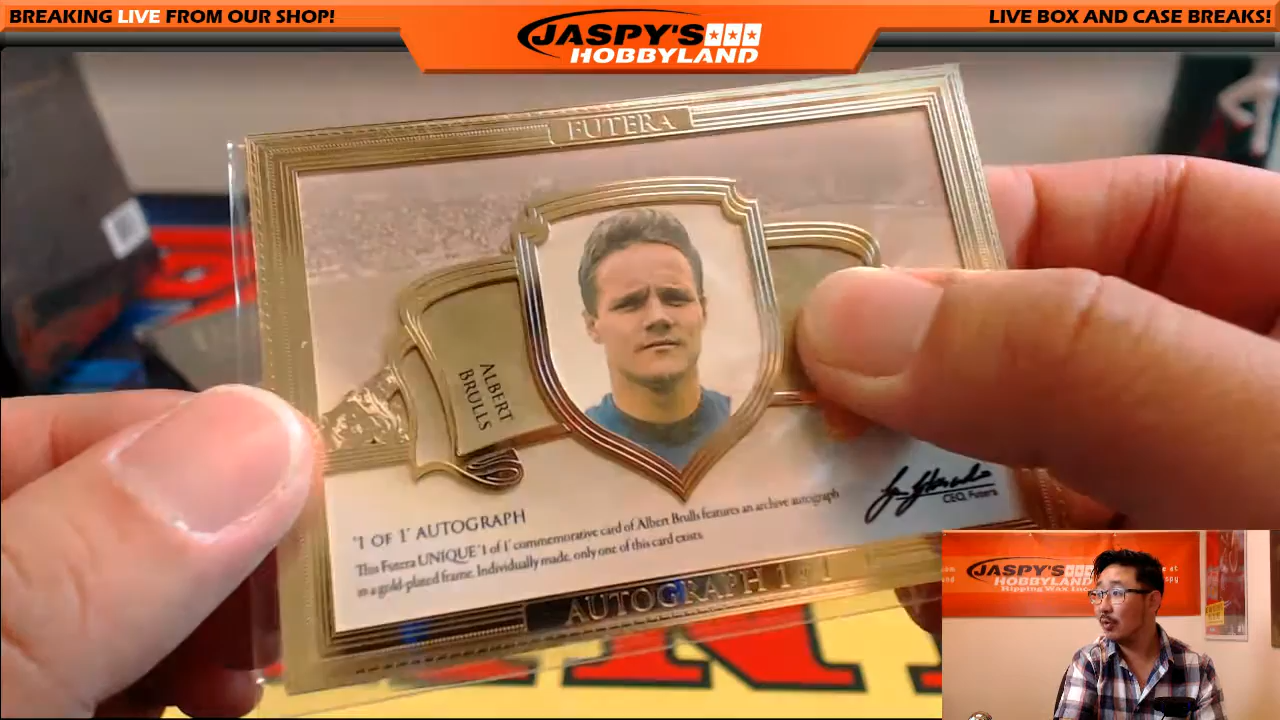 BREAKING LIVE FROM OUR SHOP!
JASPY'S
HOBBYLAND
LIVE BOX AND CASE BREAKS!
FUTERA
ALBERT
BRULLS
'1 OF 1' AUTOGRAPH
This Futera UNIQUE '1 of 1' commemorative card of Albert Brulls features an archive autograph
in a gold-plated frame. Individually made, only one of this card exists.
CEO, Futera
AUTOGRAPH 1 of 1
JASPY'S
HOBBYLAND
Ripping Wax